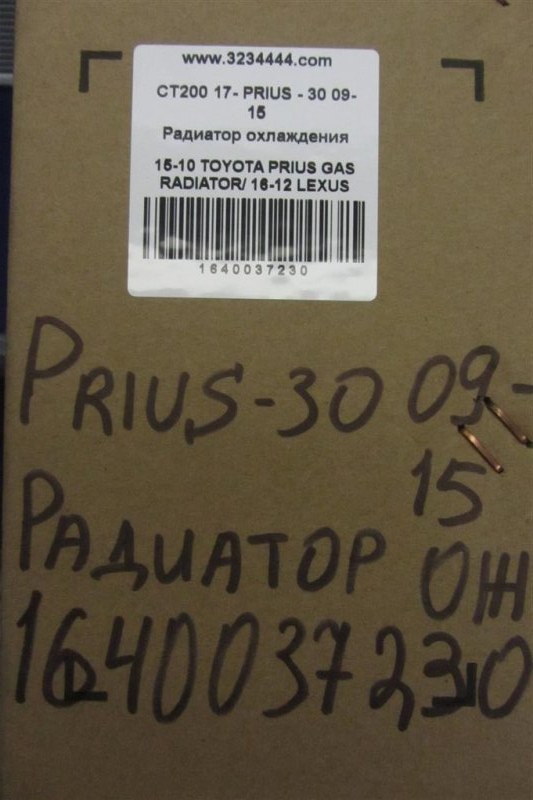 www.3234444.com
CT200 17- PRIUS - 30 09-
15
Радиатор охлаждения
15-10 TOYOTA PRIUS GAS
RADIATOR/ 16-12 LEXUS
1640037230
PRIUS-30 09-
15
РАДИАТОР ОЖ
1640037230